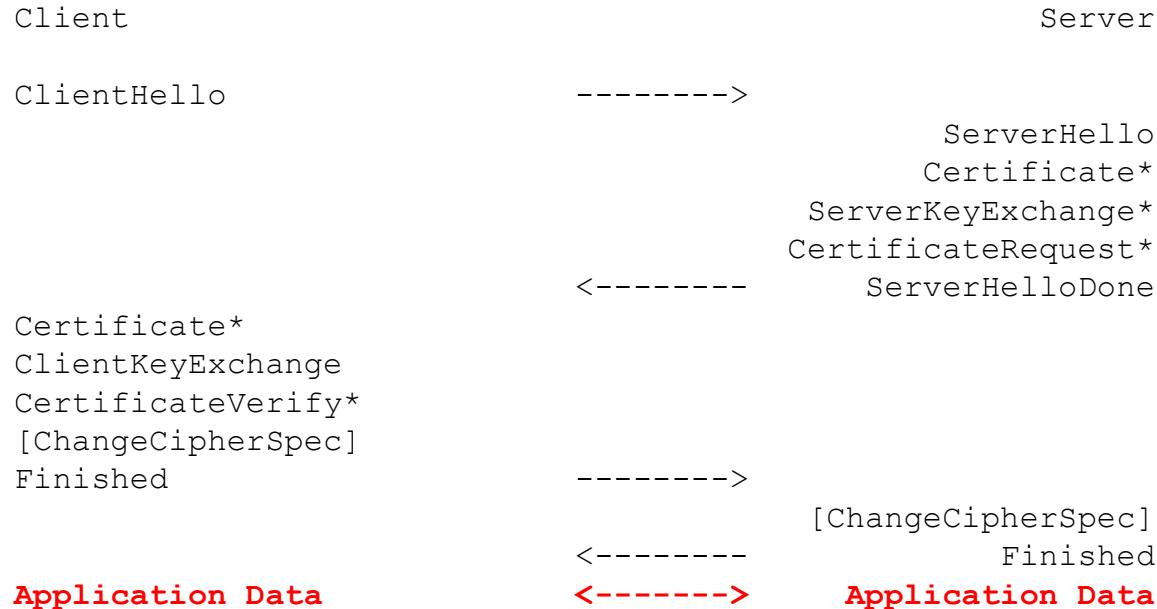 Client Server
ClientHello -------->
ServerHello
Certificate*
ServerKeyExchange*
CertificateRequest*
<-------- ServerHelloDone
Certificate*
ClientKeyExchange
CertificateVerify*
[ChangeCipherSpec]
Finished -------->
[ChangeCipherSpec]
<-------- Finished
Application Data <-------> Application Data